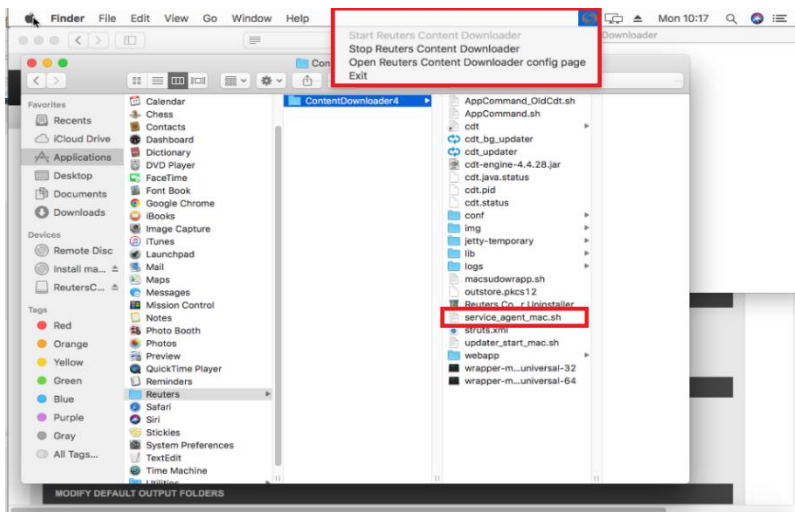 Finder File Edit View Go Window Help Mon 10:17
Start Reuters Content Downloader
Stop Reuters Content Downloader
Open Reuters Content Downloader config page
Exit
Downloader
Con
Favorites
Recents
iCloud Drive
Applications
Desktop
Documents
Downloads
Devices
Remote Disc
Install ma...
ReutersC...
Tags
Red
Orange
Yellow
Green
Blue
Purple
Gray
All Tags...
Calendar
Chess
Contacts
Dashboard
Dictionary
DVD Player
FaceTime
Font Book
Google Chrome
iBooks
Image Capture
iTunes
Launchpad
Mail
Maps
Messages
Mission Control
Notes
Photo Booth
Photos
Preview
QuickTime Player
Reminders
Reuters
Safari
Siri
Stickies
System Preferences
TextEdit
Time Machine
Utilities
ContentDownloader4
AppCommand_OldCdt.sh
AppCommand.sh
cdt
cdt_bg_updater
cdt_updater
cdt-engine-4.4.28.jar
cdt.java.status
cdt.pid
cdt.status
conf
img
jetty-temporary
lib
logs
macsudowrapp.sh
outstore.pkcs12
Reuters Co...r Uninstaller
service_agent_mac.sh
struts.xml
updater_start_mac.sh
webapp
wrapper-m...universal-32
wrapper-m...universal-64
MODIFY DEFAULT OUTPUT FOLDERS